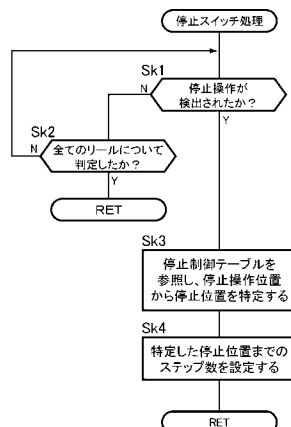 停止スイッチ処理
Sk1
停止操作が
検出されたか?
N
Y
Sk2
全てのリールについて
判定したか?
N
Y
RET
Sk3
停止制御テーブルを
参照し、停止操作位置
から停止位置を特定する
Sk4
特定した停止位置までの
ステップ数を設定する
RET